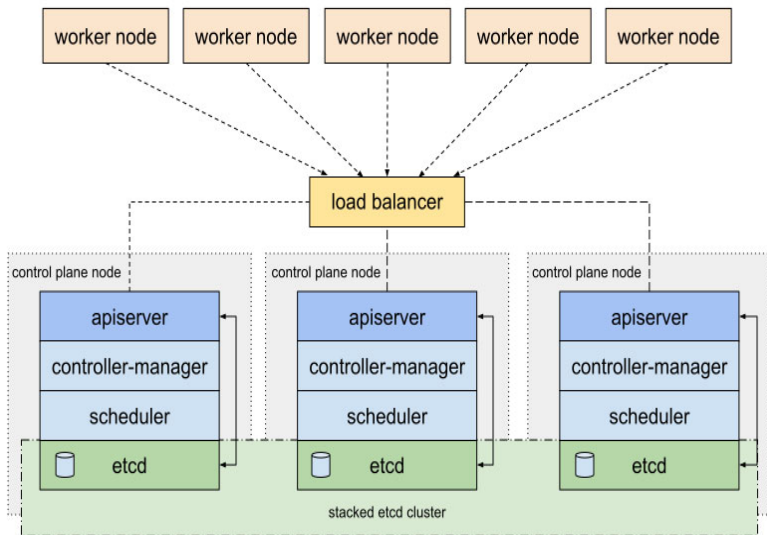 worker node
worker node
worker node
worker node
worker node
load balancer
control plane node
control plane node
control plane node
apiserver
apiserver
apiserver
controller-manager
controller-manager
controller-manager
scheduler
scheduler
scheduler
etcd
etcd
etcd
stacked etcd cluster